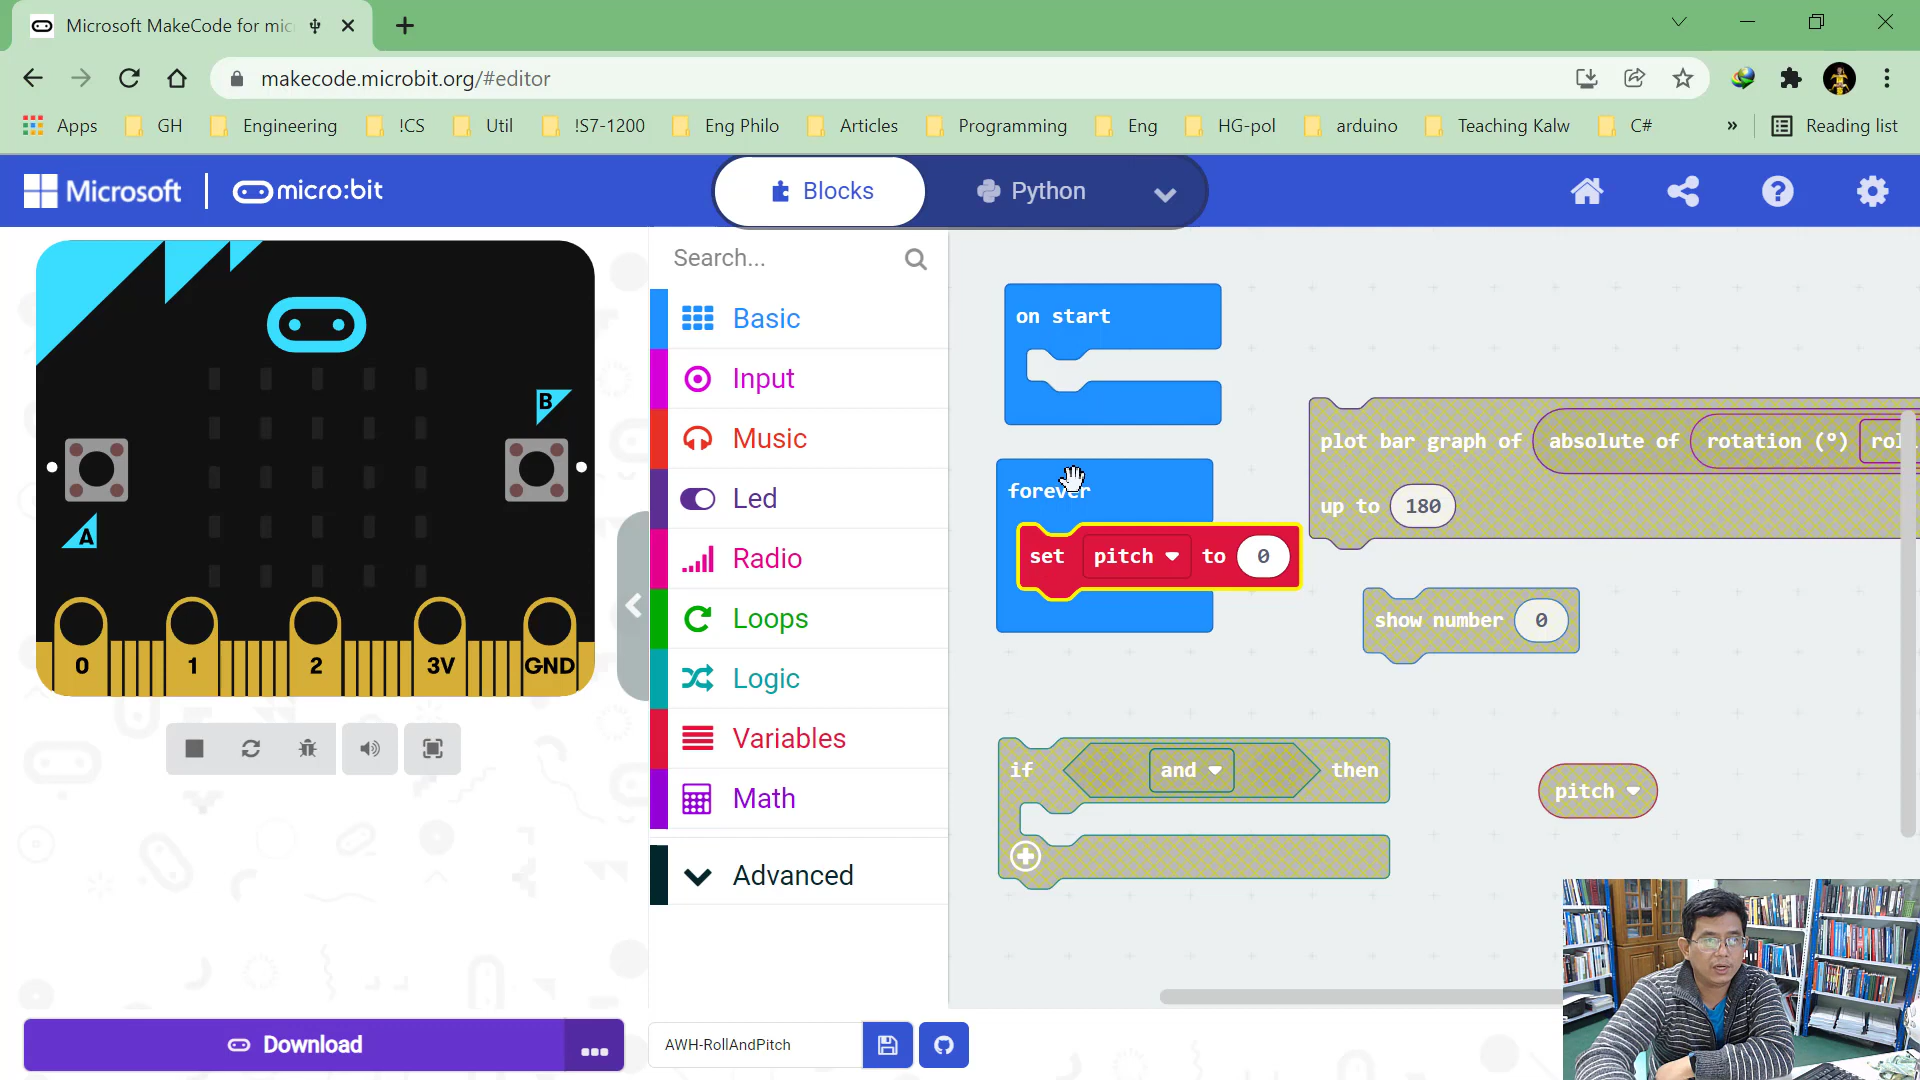 Microsoft MakeCode for mic
makecode.microbit.org/#editor
Apps
GH
Engineering
!CS
Util
!S7-1200
Eng Philo
Articles
Programming
Eng
HG-pol
arduino
Teaching Kalw
C#
»
Reading list
Microsoft
micro:bit
Blocks
Python
Search...
Basic
Input
Music
Led
Radio
Loops
Logic
Variables
Math
Advanced
B
A
0
1
2
3V
GND
on start
forever
set pitch to 0
plot bar graph of absolute of rotation (°) rol
up to 180
show number 0
if and then
pitch
Download
...
AWH-RollAndPitch